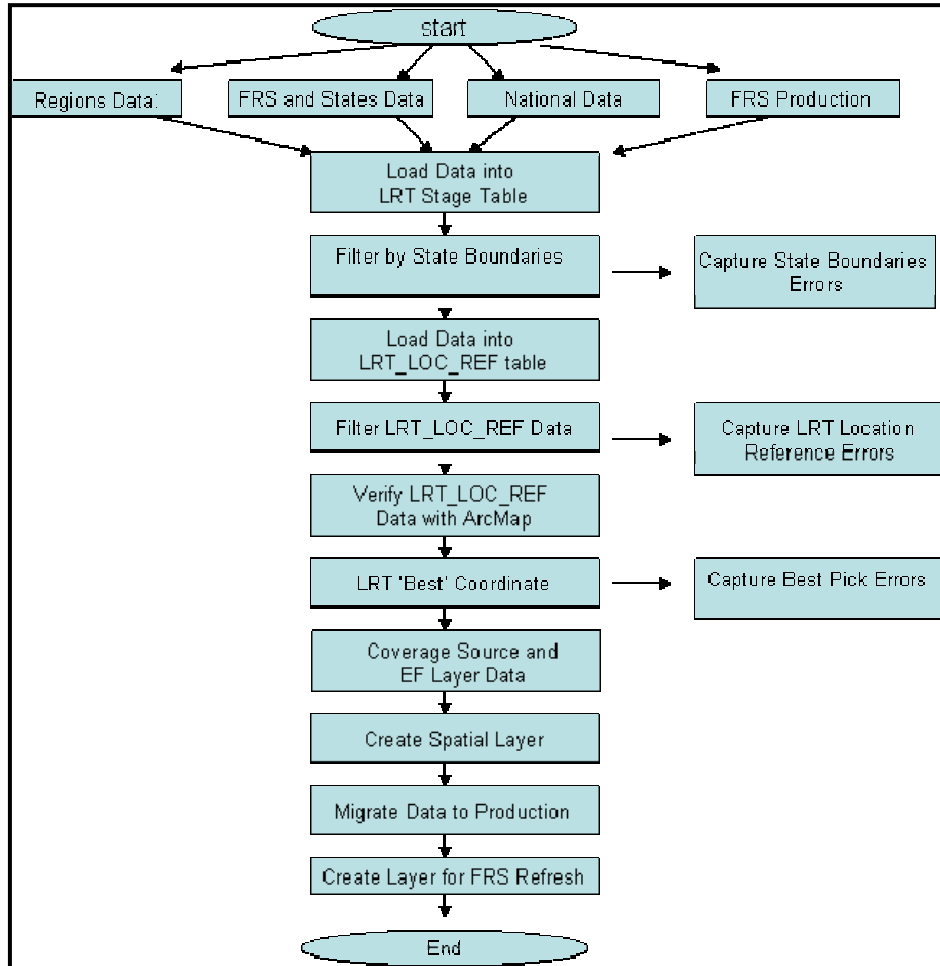 start
Regions Data:
FRS and States Data
National Data
FRS Production
Load Data into
LRT Stage Table
Filter by State Boundaries
Capture State Boundaries
Errors
Load Data into
LRT_LOC_REF table
Filter LRT_LOC_REF Data
Capture LRT Location
Reference Errors
Verify LRT_LOC_REF
Data with ArcMap
LRT 'Best' Coordinate
Capture Best Pick Errors
Coverage Source and
EF Layer Data
Create Spatial Layer
Migrate Data to Production
Create Layer for FRS Refresh
End